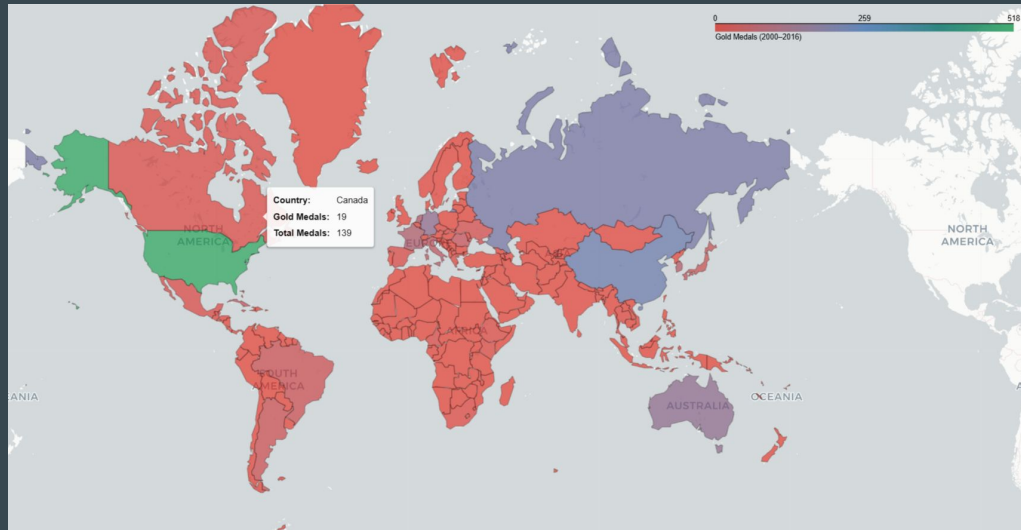 0 259 518
Gold Medals (2000–2016)
Country: Canada
Gold Medals: 19
Total Medals: 139
NORTH
AMERICA
NORTH
AMERICA
AFRICA
SOUTH
AMERICA
EANIA
AUSTRALIA
OCEANIA